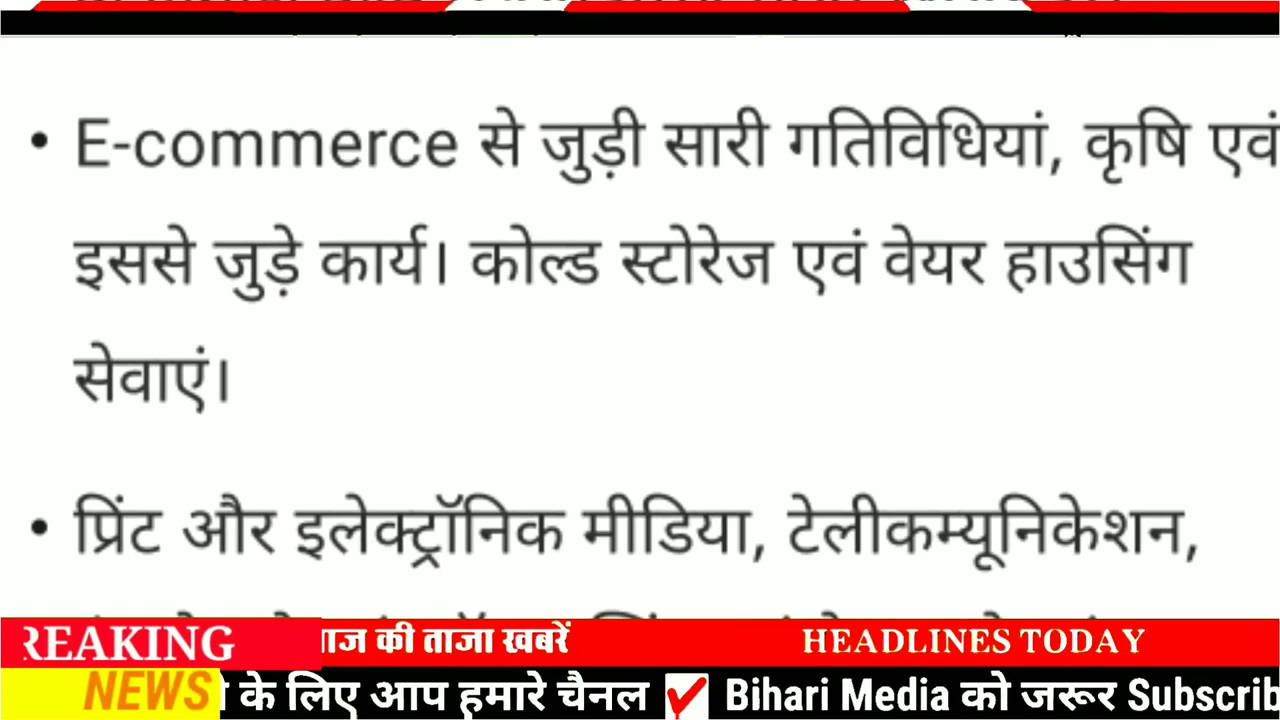 • E-commerce से जुड़ी सारी गतिविधियां, कृषि एवं
इससे जुड़े कार्य। कोल्ड स्टोरेज एवं वेयर हाउसिंग
सेवाएं।
• प्रिंट और इलेक्ट्रॉनिक मीडिया, टेलीकम्यूनिकेशन,
REAKING
NEWS
ताजा खबरें
HEADLINES TODAY
के लिए आप हमारे चैनल ✔ Bihari Media को जरूर Subscrib